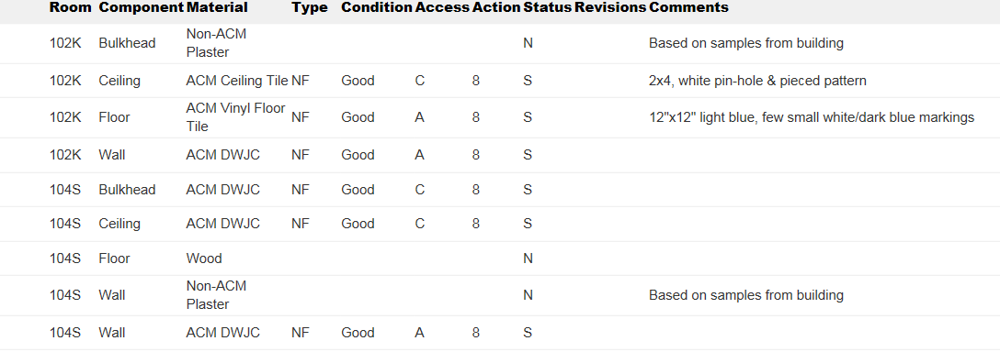 Room Component Material Type Condition Access Action Status Revisions Comments
102K Bulkhead Non-ACM Plaster N Based on samples from building
102K Ceiling ACM Ceiling Tile NF Good C 8 S 2x4, white pin-hole & pieced pattern
102K Floor ACM Vinyl Floor Tile NF Good A 8 S 12"x12" light blue, few small white/dark blue markings
102K Wall ACM DWJC NF Good A 8 S
104S Bulkhead ACM DWJC NF Good C 8 S
104S Ceiling ACM DWJC NF Good C 8 S
104S Floor Wood N
104S Wall Non-ACM Plaster N Based on samples from building
104S Wall ACM DWJC NF Good A 8 S